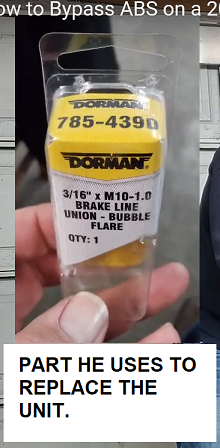 ow to Bypass ABS on a 20
DORMAN
785-439D
DORMAN
3/16" x M10-1.0
BRAKE LINE
UNION - BUBBLE
FLARE
QTY: 1
PART HE USES TO
REPLACE THE
UNIT.